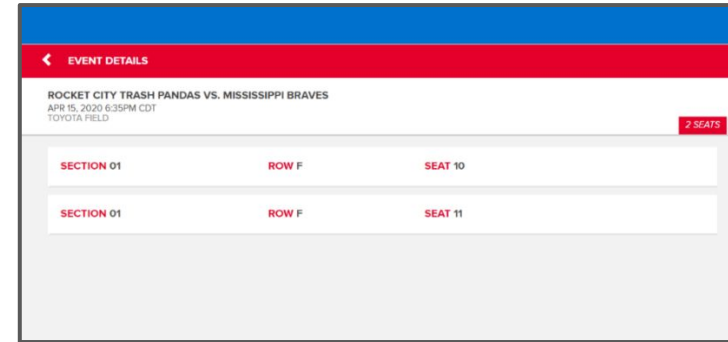 EVENT DETAILS
ROCKET CITY TRASH PANDAS VS. MISSISSIPPI BRAVES
APR 15, 2020 6:35PM CDT
TOYOTA FIELD
2 SEATS
SECTION 01 ROW F SEAT 10
SECTION 01 ROW F SEAT 11